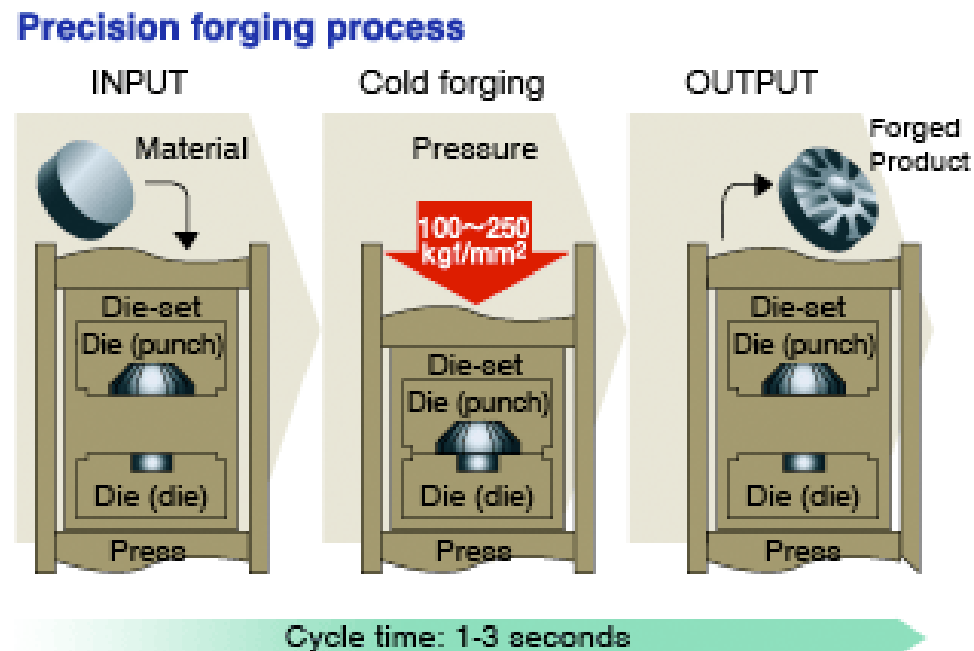 Precision forging process
INPUT
Cold forging
OUTPUT
Material
Pressure
Forged
Product
100~250
kgf/mm²
Die-set
Die (punch)
Die (die)
Press
Die-set
Die (punch)
Die (die)
Press
Die-set
Die (punch)
Die (die)
Press
Cycle time: 1-3 seconds